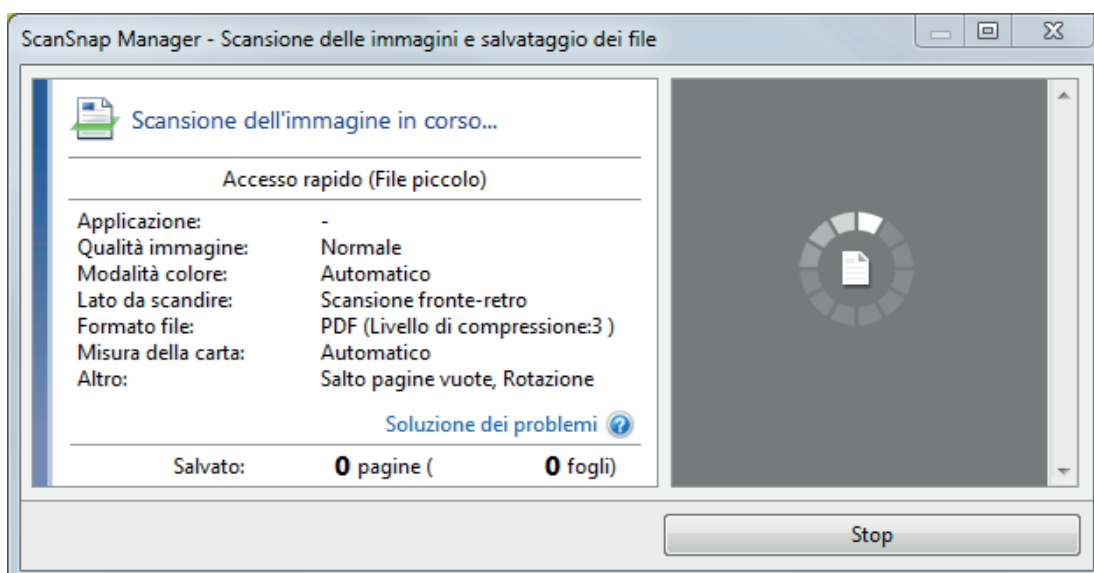 ScanSnap Manager - Scansione delle immagini e salvataggio dei file
Scansione dell'immagine in corso...
Accesso rapido (File piccolo)
Applicazione: -
Qualità immagine: Normale
Modalità colore: Automatico
Lato da scandire: Scansione fronte-retro
Formato file: PDF (Livello di compressione:3 )
Misura della carta: Automatico
Altro: Salto pagine vuote, Rotazione
Soluzione dei problemi ?
Salvato: 0 pagine ( 0 fogli)
Stop